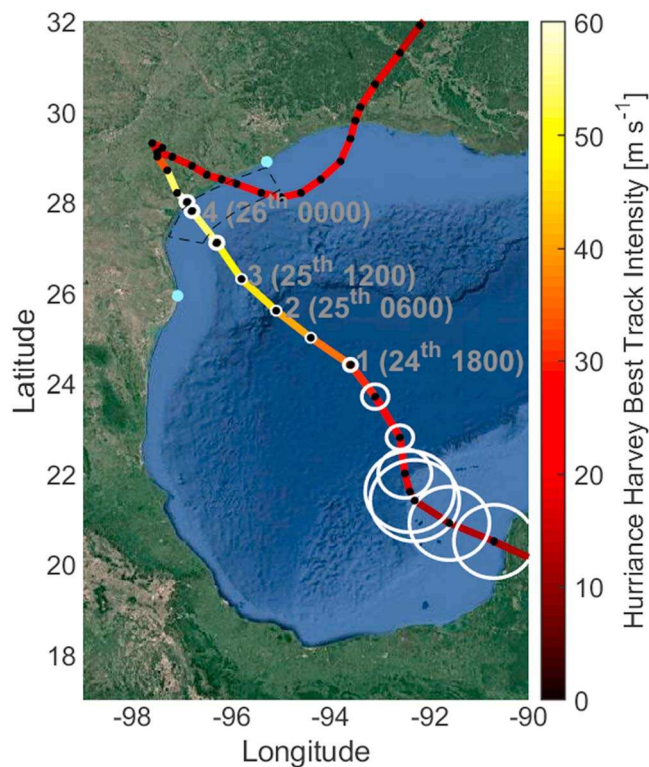 32
30
28
26
24
22
20
18
Latitude
4 (26th 0000)
3 (25th 1200)
2 (25th 0600)
1 (24th 1800)
-98 -96 -94 -92 -90
Longitude
60
50
40
30
20
10
0
Hurriance Harvey Best Track Intensity [m s-1]